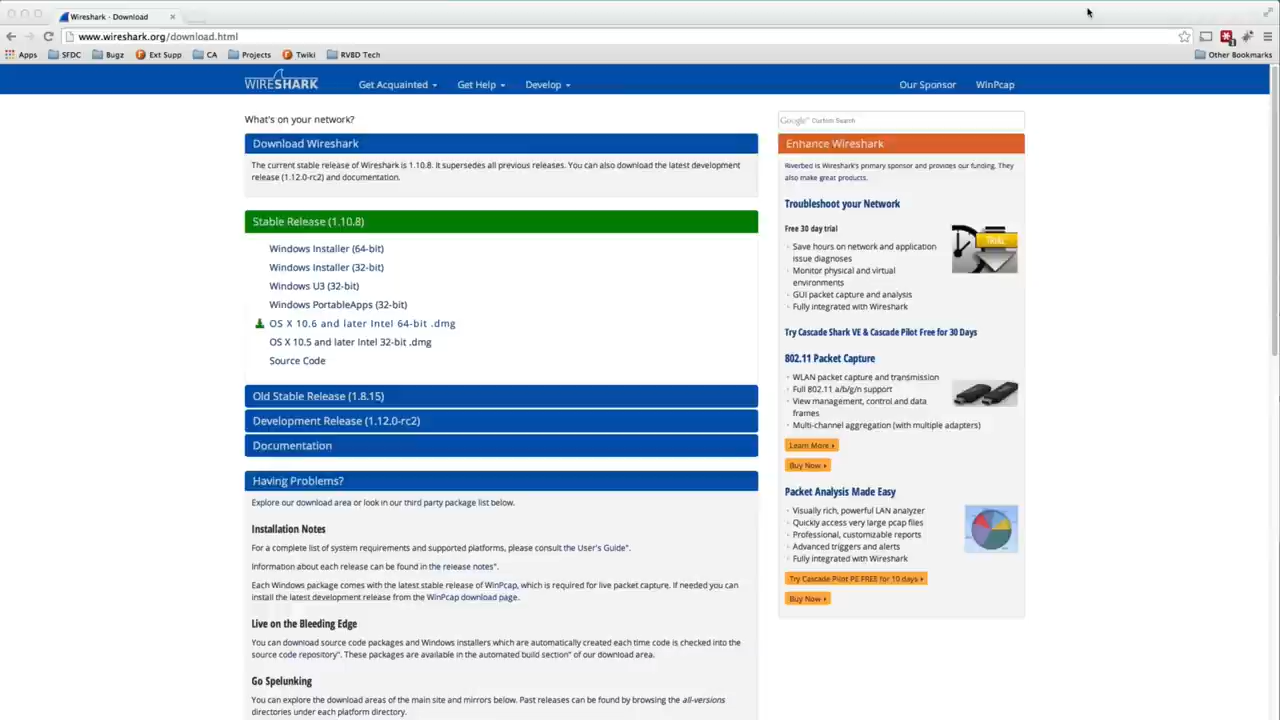 Wireshark · Download
www.wireshark.org/download.html
Apps SFDC Bugz Ext Supp CA Projects Twiki RVBD Tech Other Bookmarks
WIRESHARK Get Acquainted Get Help Develop Our Sponsor WinPcap
What's on your network?
Download Wireshark
The current stable release of Wireshark is 1.10.8. It supersedes all previous releases. You can also download the latest development
release (1.12.0-rc2) and documentation.
Stable Release (1.10.8)
Windows Installer (64-bit)
Windows Installer (32-bit)
Windows U3 (32-bit)
Windows PortableApps (32-bit)
OS X 10.6 and later Intel 64-bit .dmg
OS X 10.5 and later Intel 32-bit .dmg
Source Code
Old Stable Release (1.8.15)
Development Release (1.12.0-rc2)
Documentation
Having Problems?
Explore our download area or look in our third party package list below.
Installation Notes
For a complete list of system requirements and supported platforms, please consult the User's Guide".
Information about each release can be found in the release notes".
Each Windows package comes with the latest stable release of WinPcap, which is required for live packet capture. If needed you can
install the latest development release from the WinPcap download page.
Live on the Bleeding Edge
You can download source code packages and Windows installers which are automatically created each time code is checked into the
source code repository". These packages are available in the automated build section" of our download area.
Go Spelunking
You can explore the download areas of the main site and mirrors below. Past releases can be found by browsing the all-versions
directories under each platform directory.
Google™ Custom Search
Enhance Wireshark
Riverbed is Wireshark's primary sponsor and provides our funding. They
also make great products.
Troubleshoot your Network
Free 30 day trial
TRIAL
· Save hours on network and application
issue diagnoses
· Monitor physical and virtual
environments
· GUI packet capture and analysis
· Fully integrated with Wireshark
Try Cascade Shark VE & Cascade Pilot Free for 30 Days
802.11 Packet Capture
· WLAN packet capture and transmission
· Full 802.11 a/b/g/n support
· View management, control and data
frames
· Multi-channel aggregation (with multiple adapters)
Learn More
Buy Now
Packet Analysis Made Easy
· Visually rich, powerful LAN analyzer
· Quickly access very large pcap files
· Professional, customizable reports
· Advanced triggers and alerts
· Fully integrated with Wireshark
Try Cascade Pilot PE FREE for 10 days
Buy Now